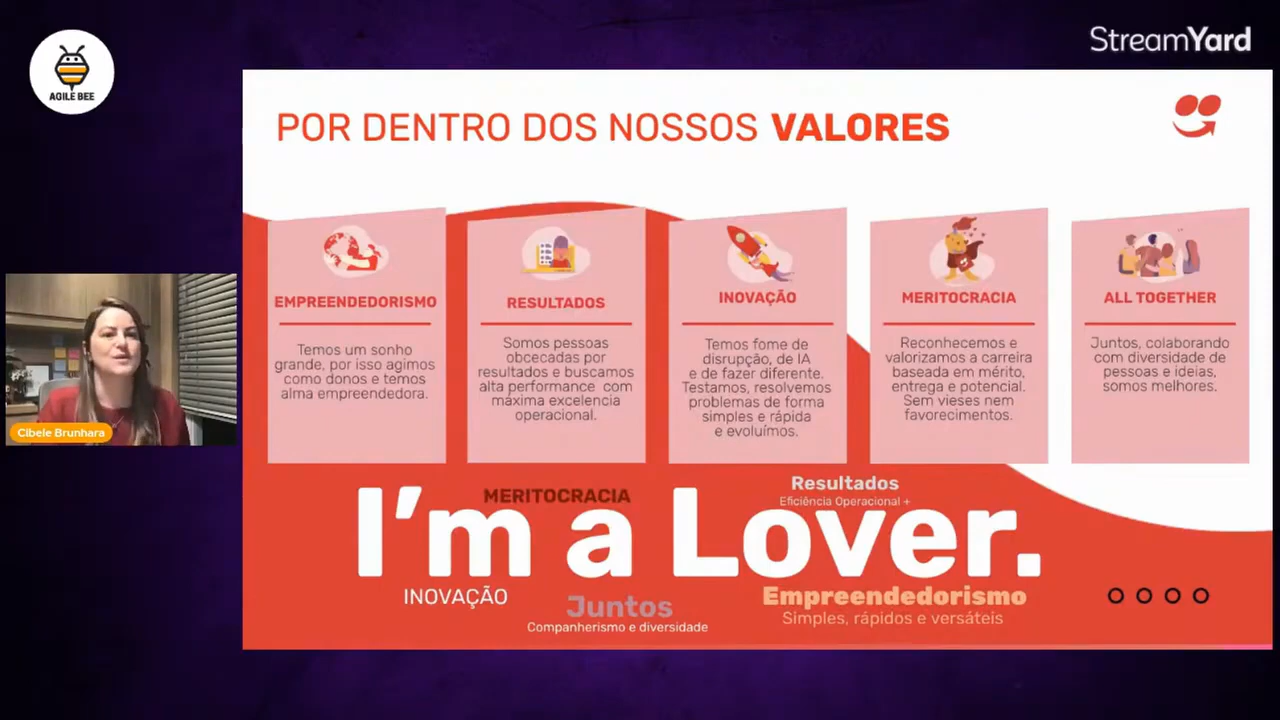 AGILE BEE
StreamYard
POR DENTRO DOS NOSSOS VALORES
EMPREENDEDORISMO
Temos um sonho
grande, por isso agimos
como donos e temos
alma empreendedora.
RESULTADOS
Somos pessoas
obcecadas por
resultados e buscamos
alta performance com
máxima excelencia
operacional.
INOVAÇÃO
Temos fome de
disrupção, de IA
e de fazer diferente.
Testamos, resolvemos
problemas de forma
simples e rápida
e evoluímos.
MERITOCRACIA
Reconhecemos e
valorizamos a carreira
baseada em mérito,
entrega e potencial.
Sem vieses nem
favorecimentos.
ALL TOGETHER
Juntos, colaborando
com diversidade de
pessoas e ideias,
somos melhores.
Cibele Brunhara
MERITOCRACIA
Resultados
Eficiência Operacional +
I'm a Lover.
INOVAÇÃO
Juntos
Companherismo e diversidade
Empreendedorismo
Simples, rápidos e versáteis